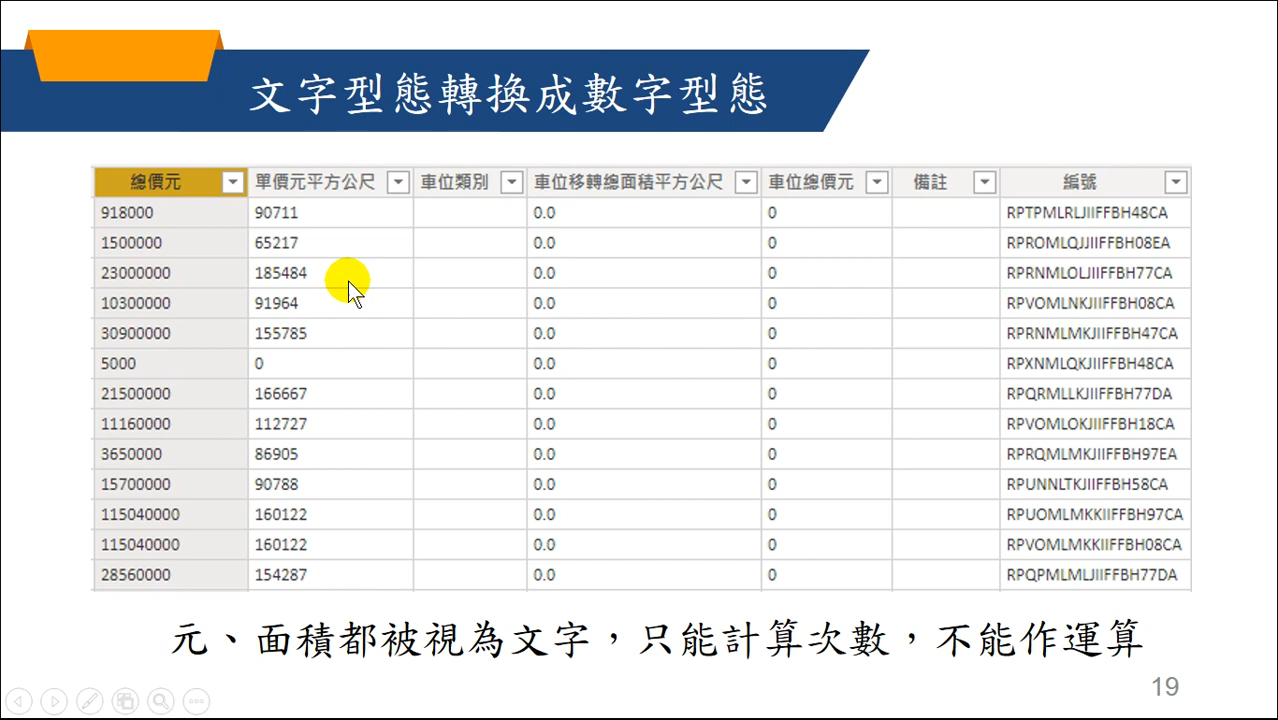 文字型態轉換成數字型態
總價元 單價元平方公尺 車位類別 車位移轉總面積平方公尺 車位總價元 備註 編號
918000 90711 0.0 0 RPTPMLRLJIIFFBH48CA
1500000 65217 0.0 0 RPROMLQJJIIFFBH08EA
23000000 185484 0.0 0 RPRNMLOLJIIFFBH77CA
10300000 91964 0.0 0 RPVOMLNKJIIFFBH08CA
30900000 155785 0.0 0 RPRNMLMKJIIFFBH47CA
5000 0 0.0 0 RPXNMLQKJIIFFBH48CA
21500000 166667 0.0 0 RPQRMLLKJIIFFBH77DA
11160000 112727 0.0 0 RPVOMLOKJIIFFBH18CA
3650000 86905 0.0 0 RPRQMLMKJIIFFBH97EA
15700000 90788 0.0 0 RPUNNLTKJIIFFBH58CA
115040000 160122 0.0 0 RPUOMLMKKIIFFBH97CA
115040000 160122 0.0 0 RPVOMLMKKIIFFBH08CA
28560000 154287 0.0 0 RPQPMLMLJIIFFBH77DA
元、面積都被視為文字，只能計算次數，不能作運算
19